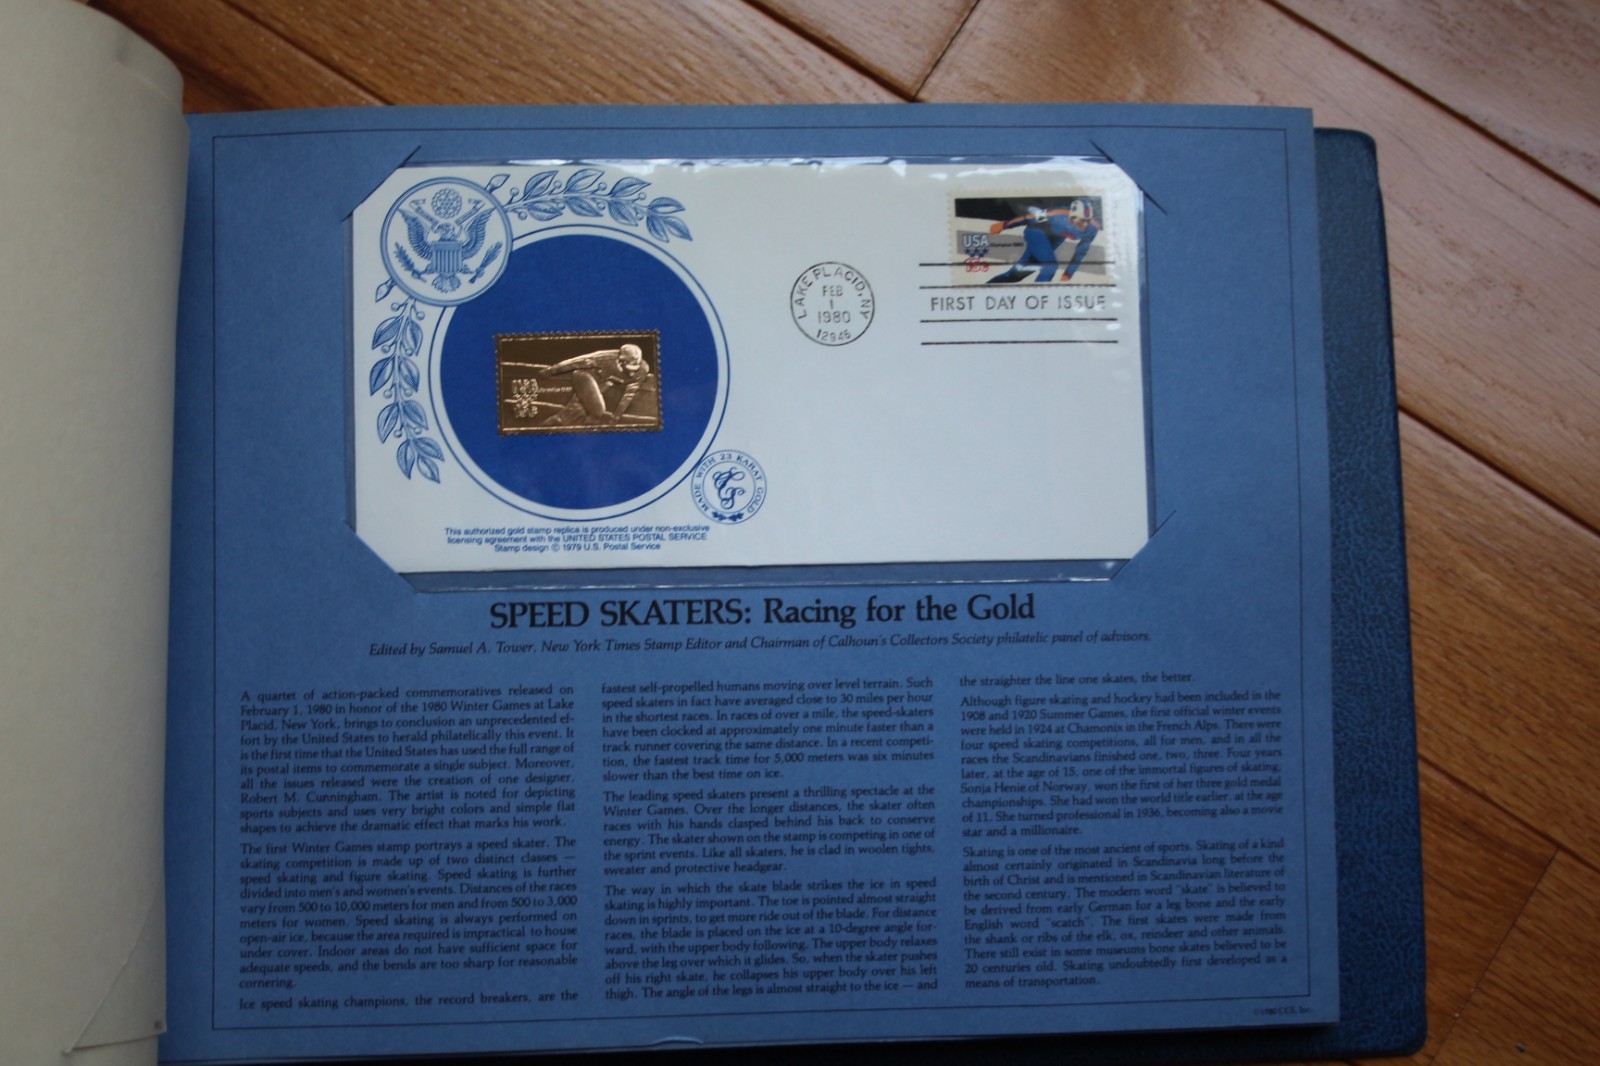 USA
Olympics 1980
15c
LAKE PLACID, NY
FEB
1
1980
12946
FIRST DAY OF ISSUE
USA
MADE WITH 23 KARAT GOLD
This authorized gold stamp replica is produced under non-exclusive
licensing agreement with the UNITED STATES POSTAL SERVICE
Stamp design © 1979 U.S. Postal Service
SPEED SKATERS: Racing for the Gold
Edited by Samuel A. Tower, New York Times Stamp Editor and Chairman of Calhoun's Collectors Society philatelic panel of advisors.
A quartet of action-packed commemoratives released on
February 1, 1980 in honor of the 1980 Winter Games at Lake
Placid, New York, brings to conclusion an unprecedented ef-
fort by the United States to herald philatelically this event. It
is the first time that the United States has used the full range of
its postal items to commemorate a single subject. Moreover,
all the issues released were the creation of one designer,
Robert M. Cunningham. The artist is noted for depicting
sports subjects and uses very bright colors and simple flat
shapes to achieve the dramatic effect that marks his work.
The first Winter Games stamp portrays a speed skater. The
skating competition is made up of two distinct classes —
speed skating and figure skating. Speed skating is further
divided into men's and women's events. Distances of the races
vary from 500 to 10,000 meters for men and from 500 to 3,000
meters for women. Speed skating is always performed on
open-air ice, because the area required is impractical to house
under cover. Indoor areas do not have sufficient space for
adequate speeds, and the bends are too sharp for reasonable
cornering.
Ice speed skating champions, the record breakers, are the
fastest self-propelled humans moving over level terrain. Such
speed skaters in fact have averaged close to 30 miles per hour
in the shortest races. In races of over a mile, the speed-skaters
have been clocked at approximately one minute faster than a
track runner covering the same distance. In a recent competi-
tion, the fastest track time for 5,000 meters was six minutes
slower than the best time on ice.
The leading speed skaters present a thrilling spectacle at the
Winter Games. Over the longer distances, the skater often
races with his hands clasped behind his back to conserve
energy. The skater shown on the stamp is competing in one of
the sprint events. Like all skaters, he is clad in woolen tights,
sweater and protective headgear.
The way in which the skate blade strikes the ice in speed
skating is highly important. The toe is pointed almost straight
down in sprints, to get more ride out of the blade. For distance
races, the blade is placed on the ice at a 10-degree angle for-
ward, with the upper body following. The upper body relaxes
above the leg over which it glides. So, when the skater pushes
off his right skate, he collapses his upper body over his left
thigh. The angle of the legs is almost straight to the ice — and
the straighter the line one skates, the better.
Although figure skating and hockey had been included in the
1908 and 1920 Summer Games, the first official winter events
were held in 1924 at Chamonix in the French Alps. There were
four speed skating competitions, all for men, and in all the
races the Scandinavians finished one, two, three. Four years
later, at the age of 15, one of the immortal figures of skating,
Sonja Henie of Norway, won the first of her three gold medal
championships. She had won the world title earlier, at the age
of 11. She turned professional in 1936, becoming also a movie
star and a millionaire.
Skating is one of the most ancient of sports. Skating of a kind
almost certainly originated in Scandinavia long before the
birth of Christ and is mentioned in Scandinavian literature of
the second century. The modern word "skate" is believed to
be derived from early German for a leg bone and the early
English word "scatch". The first skates were made from
the shank or ribs of the elk, ox, reindeer and other animals.
There still exist in some museums bone skates believed to be
20 centuries old. Skating undoubtedly first developed as a
means of transportation.
©1980 CCS, Inc.